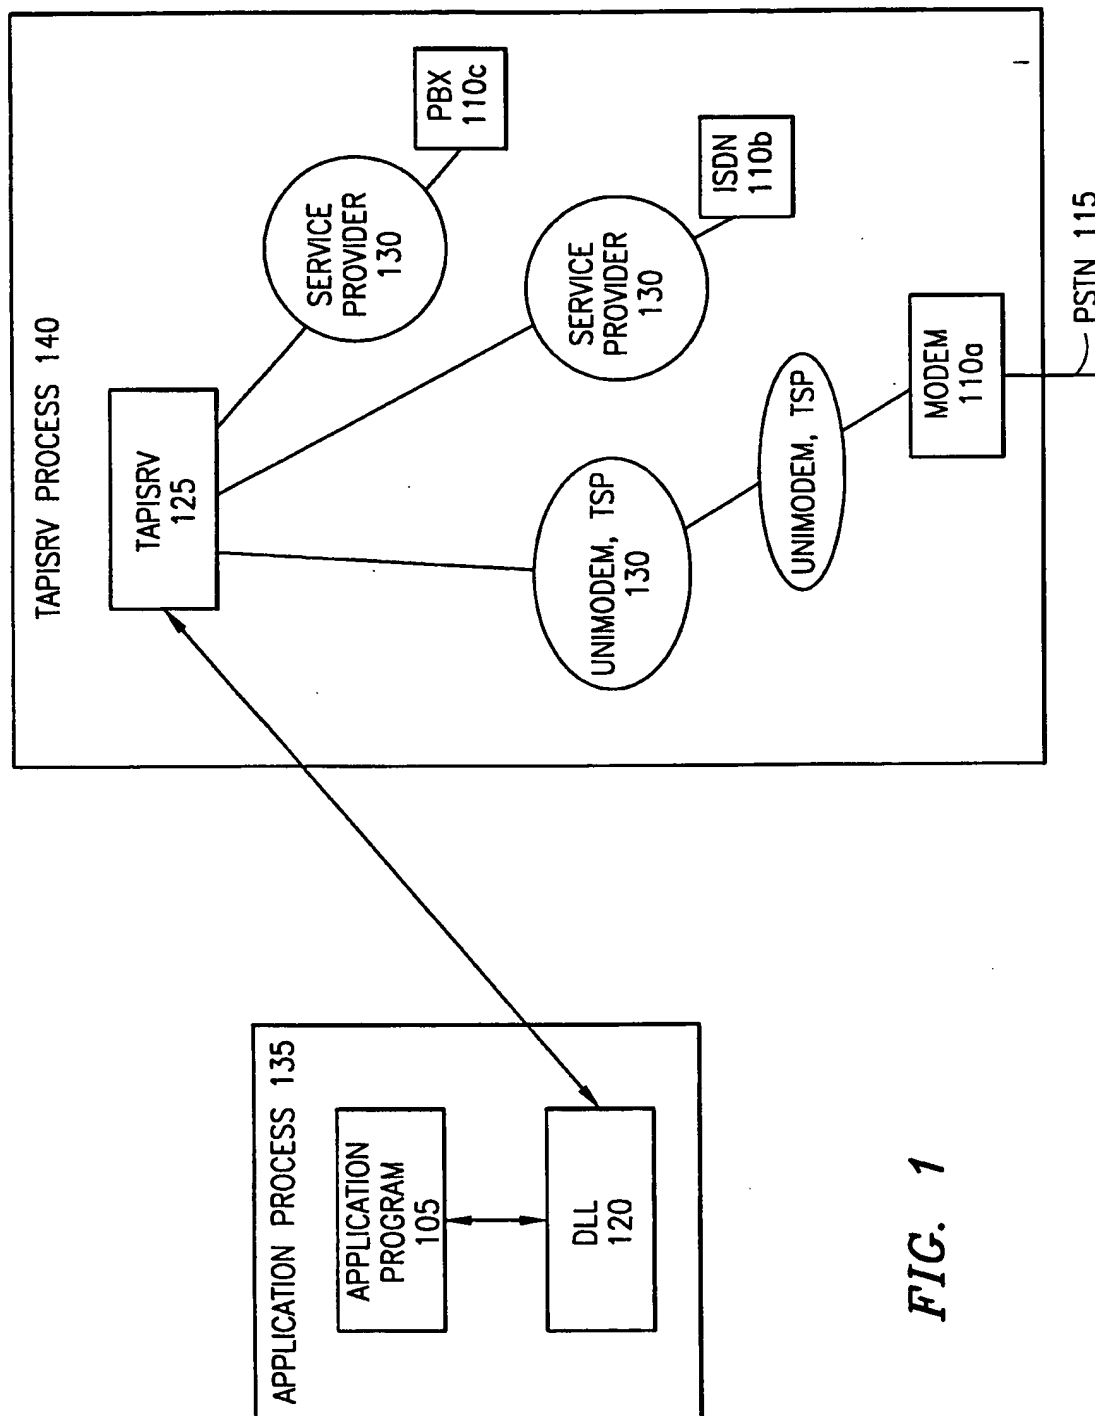 APPLICATION PROCESS 135
APPLICATION
PROGRAM
105
DLL
120
TAPISRV PROCESS 140
TAPISRV
125
SERVICE
PROVIDER
130
PBX
110c
SERVICE
PROVIDER
130
ISDN
110b
UNIMODEM, TSP
130
UNIMODEM, TSP
MODEM
110a
PSTN 115
FIG. 1